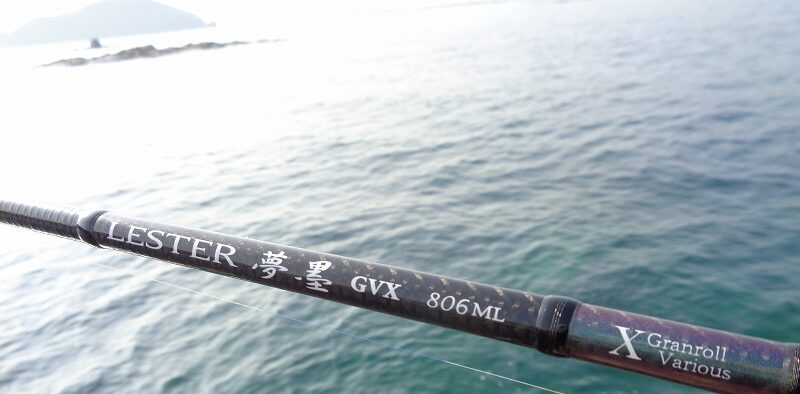 LESTER 夢墨 GVX 806ML
X Granroll
Various